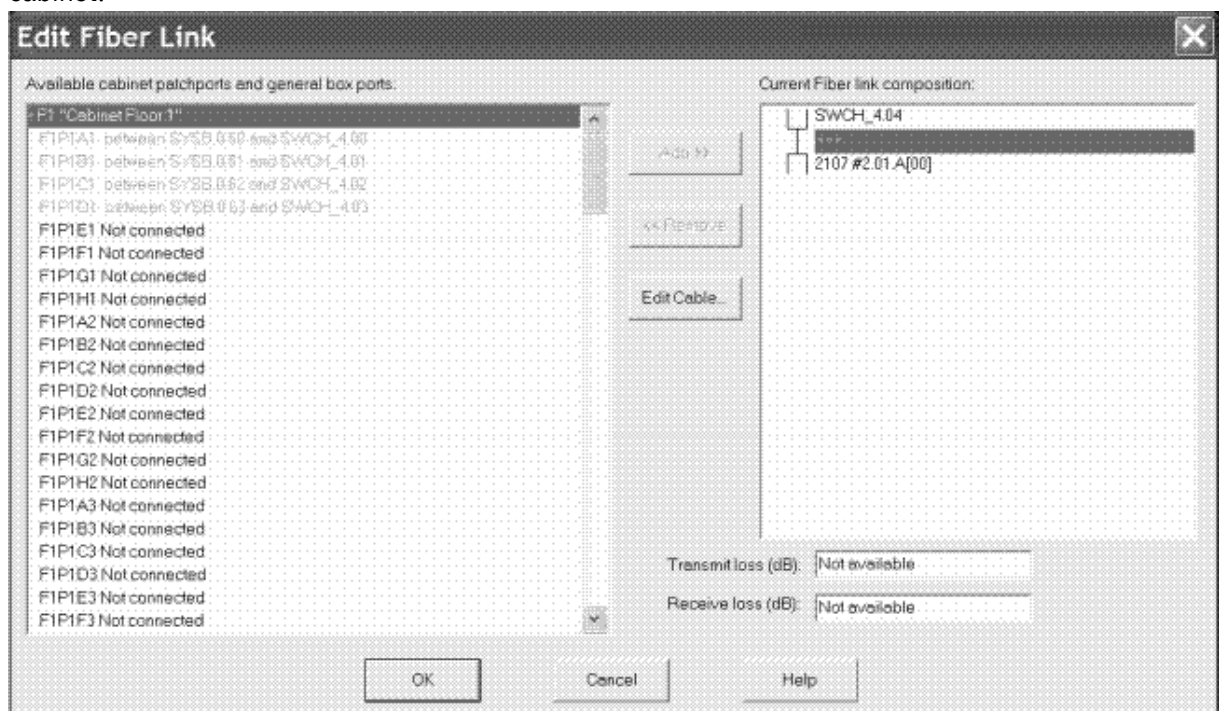 cabinet.
Edit Fiber Link
Available cabinet patchports and general box ports:
F1 "Cabinet Floor 1"
F1P1A1 between SYSB.0.60 and SWCH_4.00
F1P1B1 between SYSB.0.61 and SWCH_4.01
F1P1C1 between SYSB.0.62 and SWCH_4.02
F1P1D1 between SYSB.0.63 and SWCH_4.03
F1P1E1 Not connected
F1P1F1 Not connected
F1P1G1 Not connected
F1P1H1 Not connected
F1P1A2 Not connected
F1P1B2 Not connected
F1P1C2 Not connected
F1P1D2 Not connected
F1P1E2 Not connected
F1P1F2 Not connected
F1P1G2 Not connected
F1P1H2 Not connected
F1P1A3 Not connected
F1P1B3 Not connected
F1P1C3 Not connected
F1P1D3 Not connected
F1P1E3 Not connected
F1P1F3 Not connected
Add >>
<< Remove
Edit Cable...
Current Fiber link composition:
SWCH_4.04
***
2107 #2.01.A[00]
Transmit loss (dB): Not available
Receive loss (dB): Not available
OK Cancel Help